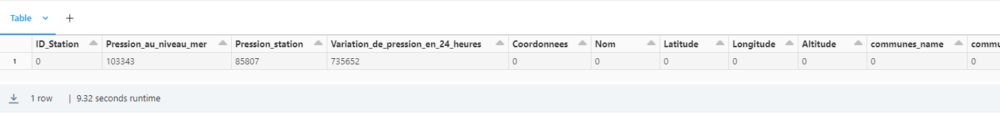 Table +
ID_Station Pression_au_niveau_mer Pression_station Variation_de_pression_en_24_heures Coordonnees Nom Latitude Longitude Altitude communes_name commu
1 0 103343 85807 735652 0 0 0 0 0 0 0
1 row | 9.32 seconds runtime